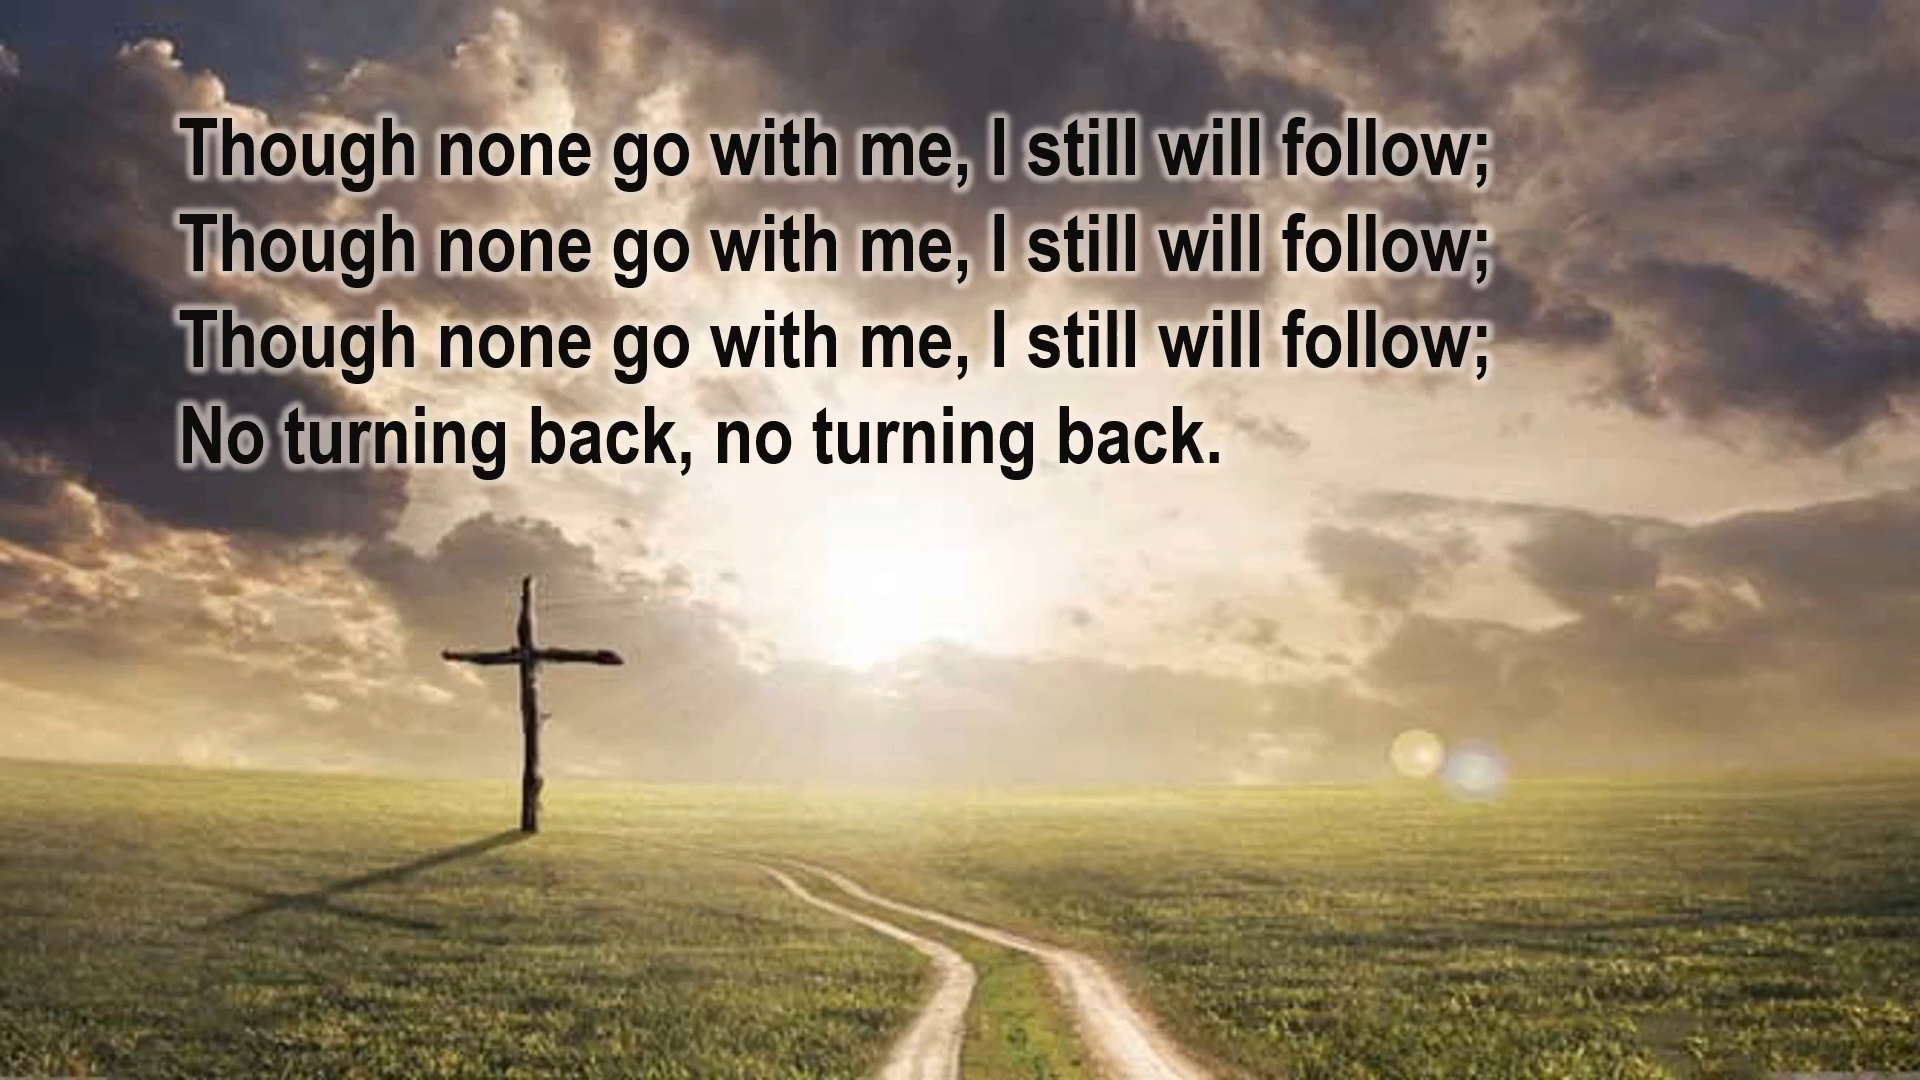 Though none go with me, I still will follow;
Though none go with me, I still will follow;
Though none go with me, I still will follow;
No turning back, no turning back.